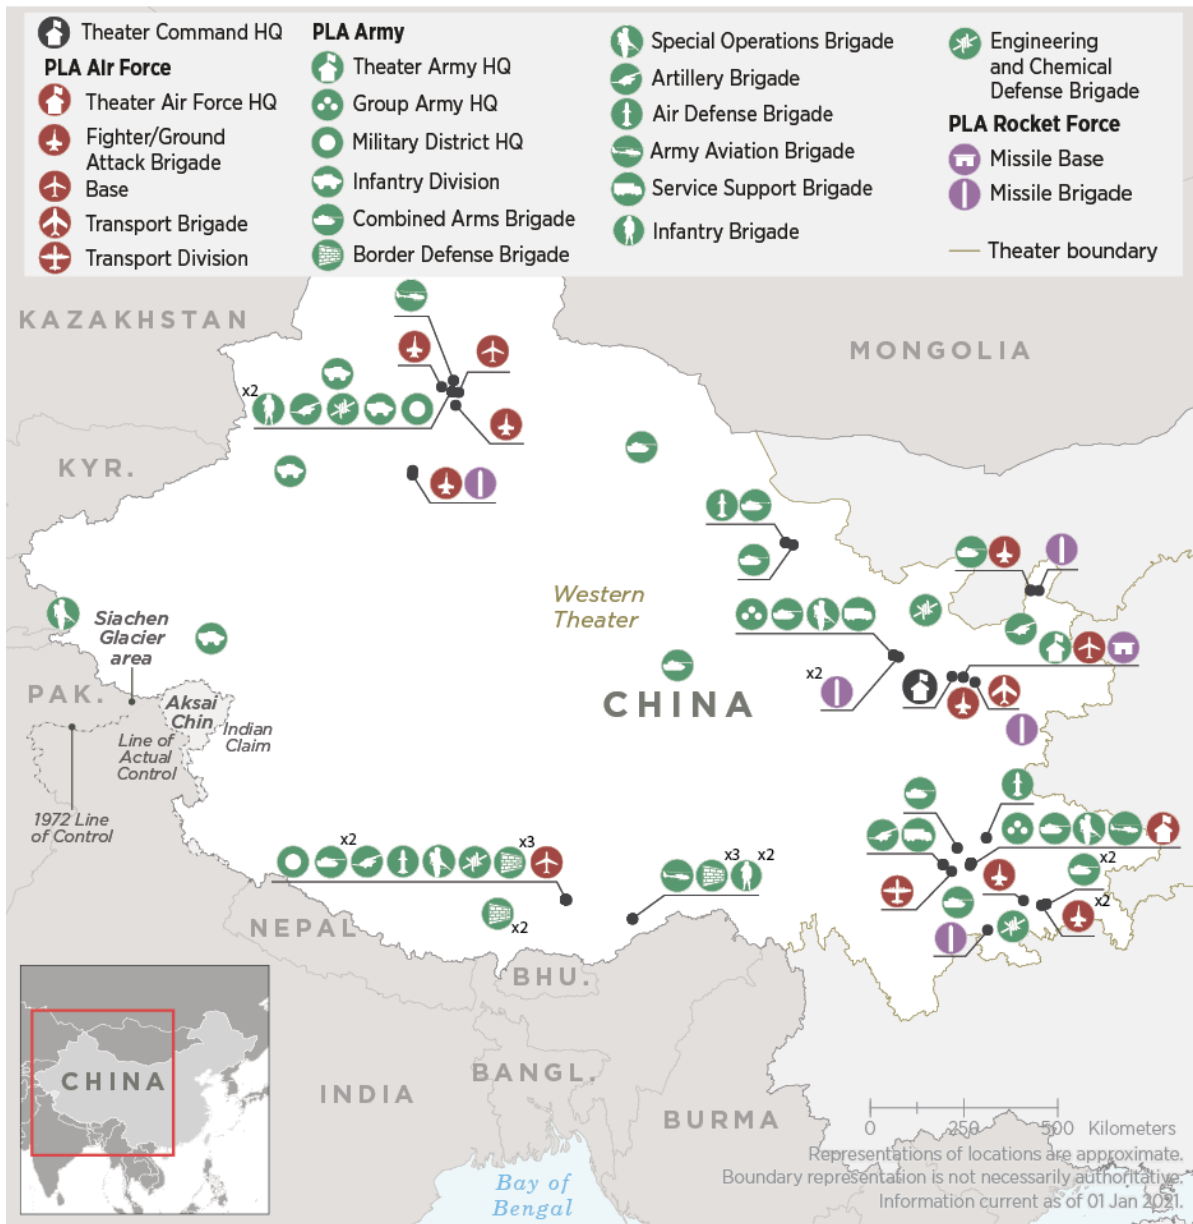 Theater Command HQ
PLA Air Force
Theater Air Force HQ
Fighter/Ground
Attack Brigade
Base
Transport Brigade
Transport Division
PLA Army
Theater Army HQ
Group Army HQ
Military District HQ
Infantry Division
Combined Arms Brigade
Border Defense Brigade
Special Operations Brigade
Artillery Brigade
Air Defense Brigade
Army Aviation Brigade
Service Support Brigade
Infantry Brigade
Engineering
and Chemical
Defense Brigade
PLA Rocket Force
Missile Base
Missile Brigade
Theater boundary
KAZAKHSTAN
MONGOLIA
x2
KYR.
Western
Theater
Siachen
Glacier
area
x2
PAK.
Aksai
Chin
CHINA
Indian
Claim
Line of
Actual
Control
1972 Line
of Control
x2
x3
x3
x2
x2
x2
x2
NEPAL
BHU.
CHINA
INDIA
BANGL.
BURMA
Bay of
Bengal
0 250 500 Kilometers
Representations of locations are approximate.
Boundary representation is not necessarily authoritative.
Information current as of 01 Jan 2021.